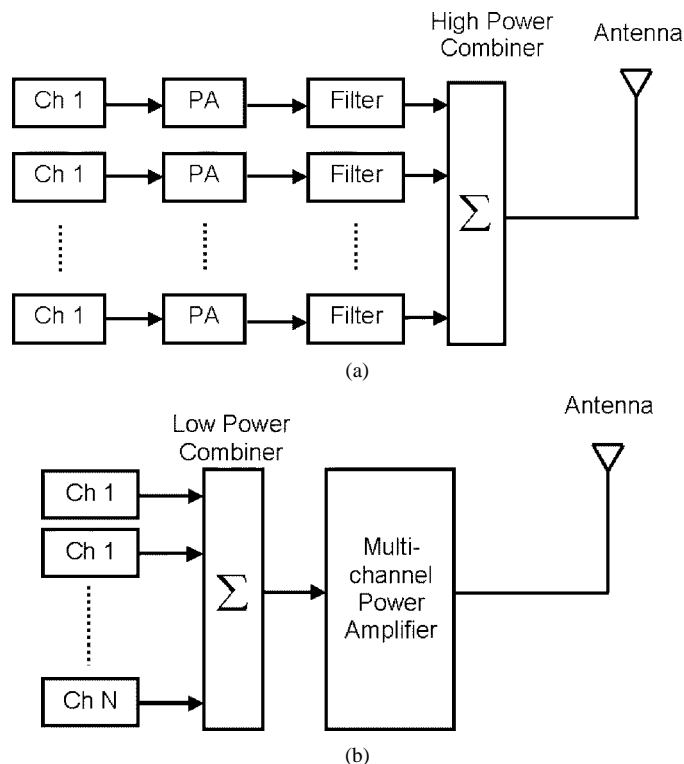 High Power
Combiner
Antenna
Ch 1
PA
Filter
Ch 1
PA
Filter
Σ
Ch 1
PA
Filter
(a)
Low Power
Combiner
Antenna
Ch 1
Ch 1
Σ
Multi-
channel
Power
Amplifier
Ch N
(b)